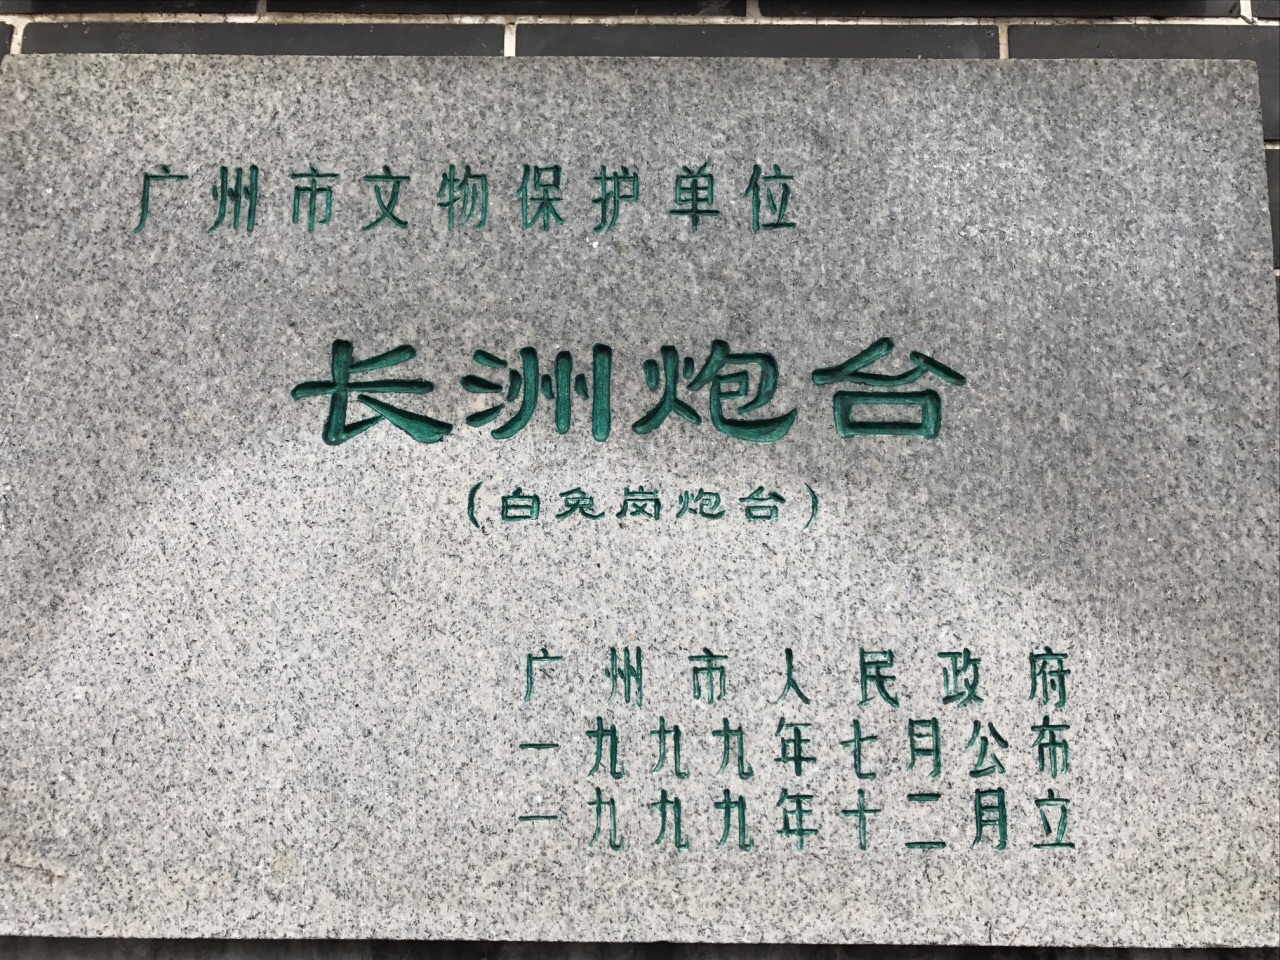 广州市文物保护单位
长洲炮台
(白兔岗炮台)
广州市人民政府
一九九九年七月公布
一九九九年十二月立